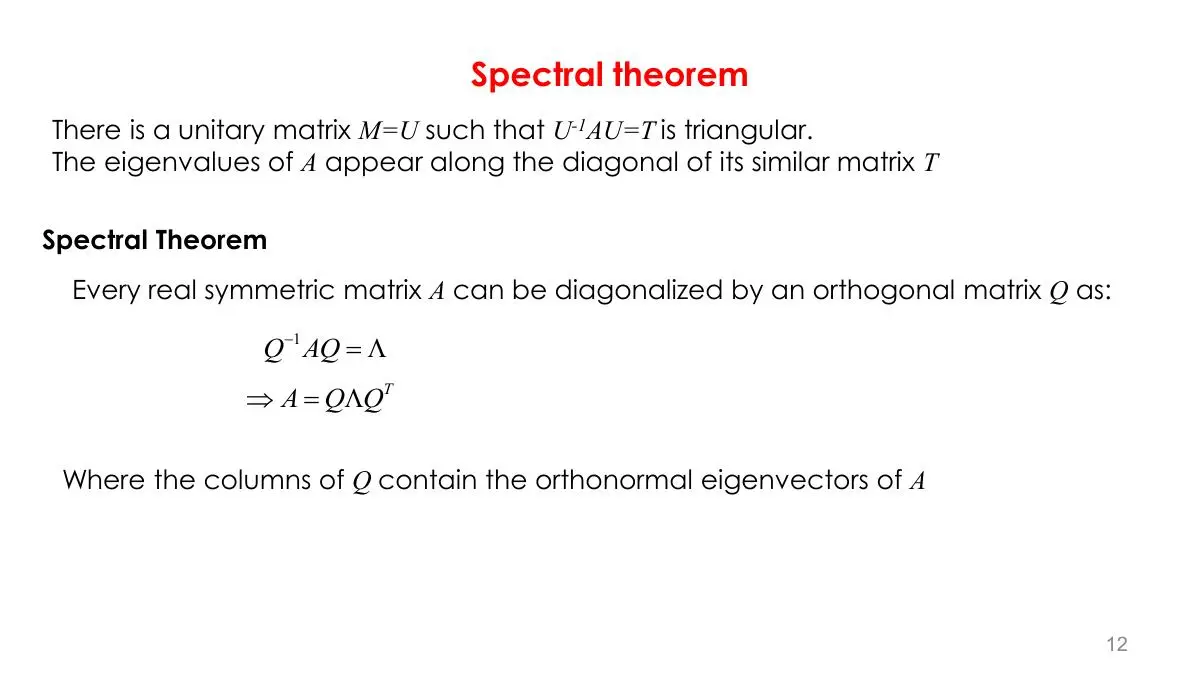 Spectral theorem
There is a unitary matrix M=U such that U⁻¹AU=T is triangular.
The eigenvalues of A appear along the diagonal of its similar matrix T
Spectral Theorem
Every real symmetric matrix A can be diagonalized by an orthogonal matrix Q as:
Q⁻¹AQ = Λ
⇒ A = QΛQᵀ
Where the columns of Q contain the orthonormal eigenvectors of A
12